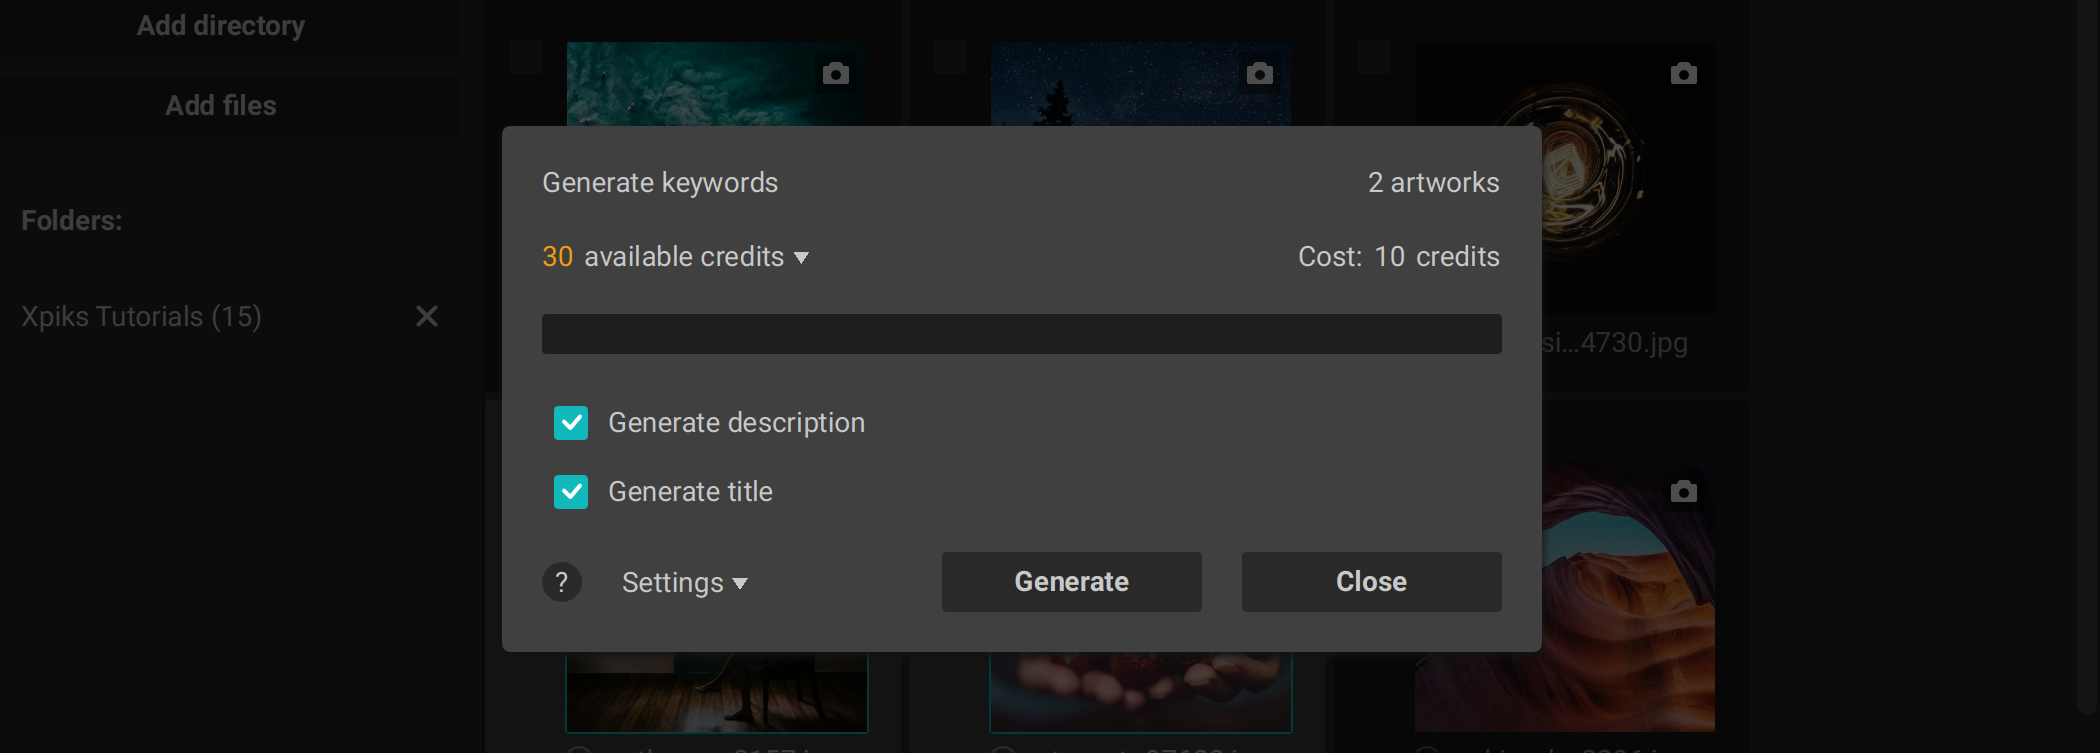 Add directory
Add files
Folders:
Xpiks Tutorials (15)
Generate keywords
2 artworks
30 available credits
Cost: 10 credits
si...4730.jpg
Generate description
Generate title
?
Settings
Generate
Close